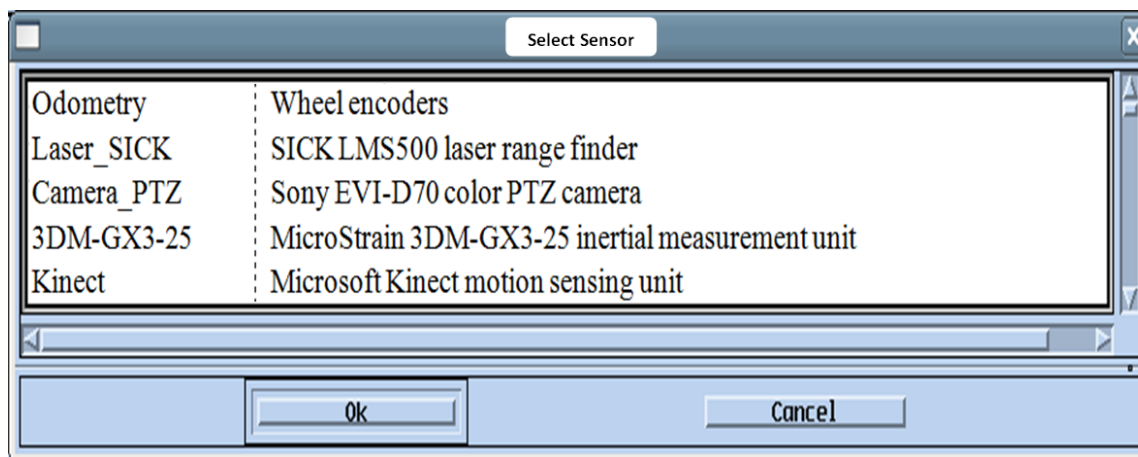 Select Sensor
Odometry Wheel encoders
Laser_SICK SICK LMS500 laser range finder
Camera_PTZ Sony EVI-D70 color PTZ camera
3DM-GX3-25 MicroStrain 3DM-GX3-25 inertial measurement unit
Kinect Microsoft Kinect motion sensing unit
Ok Cancel